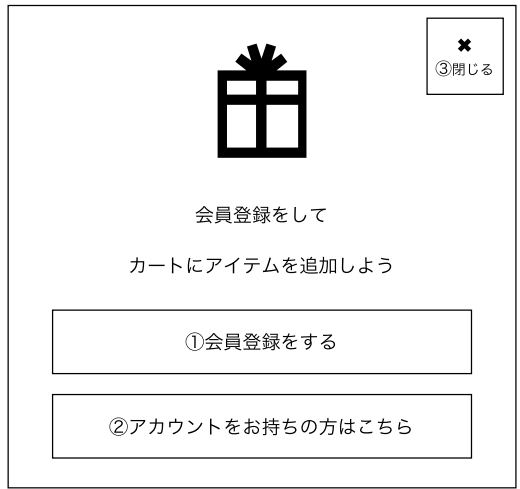 ✖
③閉じる
会員登録をして
カートにアイテムを追加しよう
①会員登録をする
②アカウントをお持ちの方はこちら